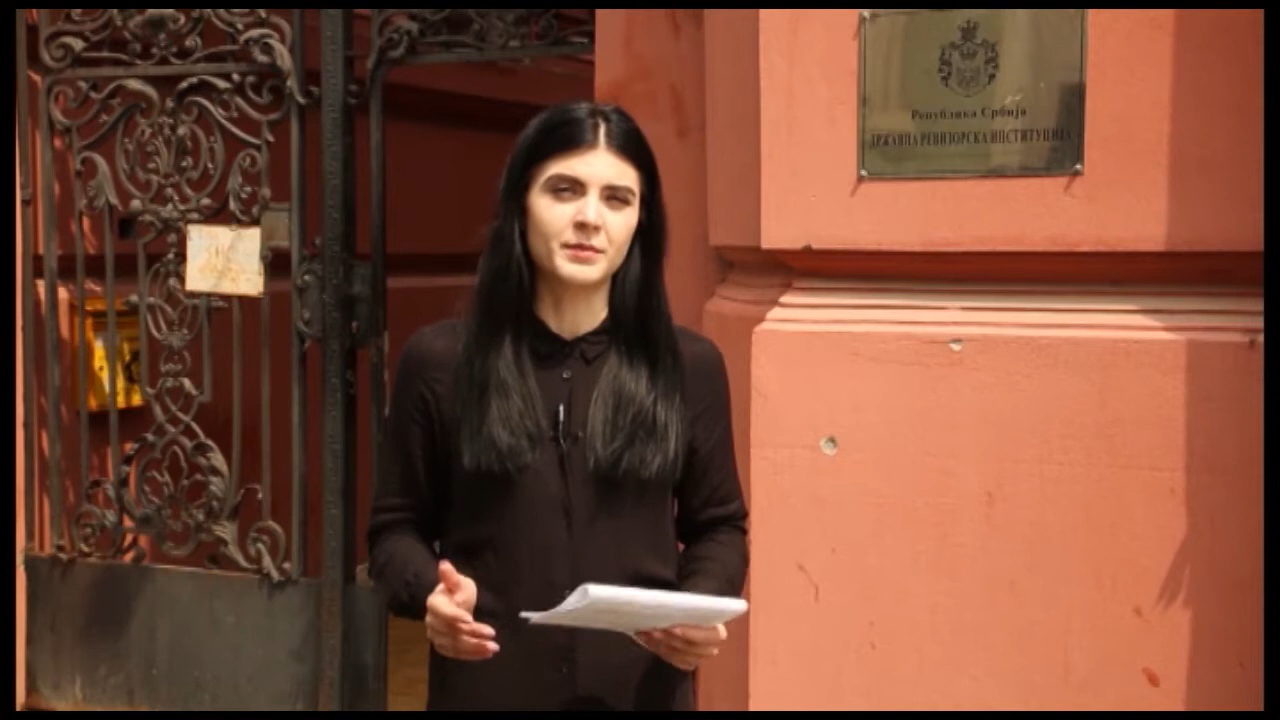 Република Србија
ДРЖАВНА РЕВИЗОРСКА ИНСТИТУЦИЈА